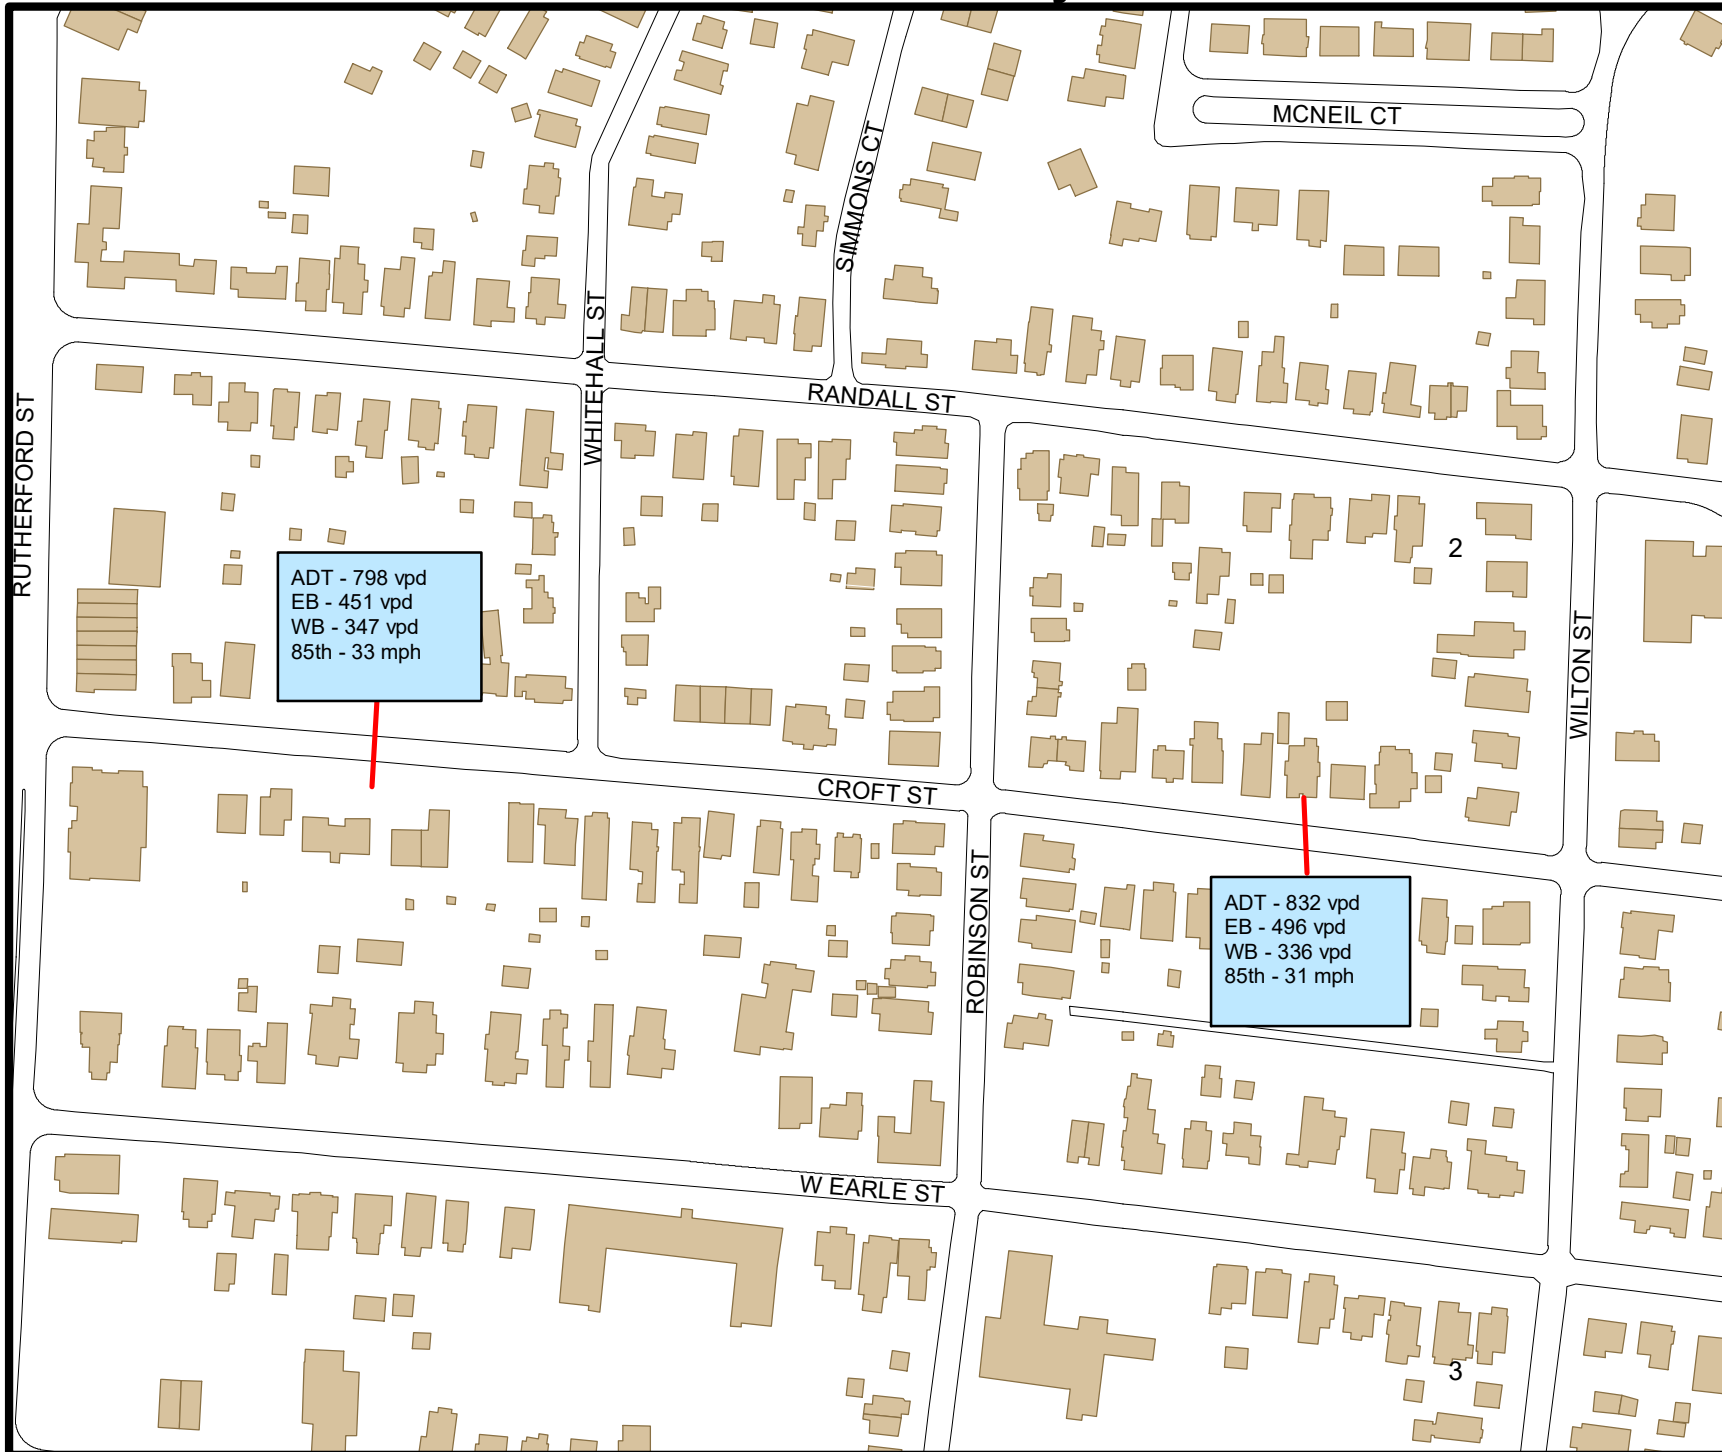 MCNEIL CT
SIMMONS CT
WHITEHALL ST
RANDALL ST
RUTHERFORD ST
2
ADT - 798 vpd
EB - 451 vpd
WB - 347 vpd
85th - 33 mph
WILTON ST
CROFT ST
ROBINSON ST
ADT - 832 vpd
EB - 496 vpd
WB - 336 vpd
85th - 31 mph
W EARLE ST
3